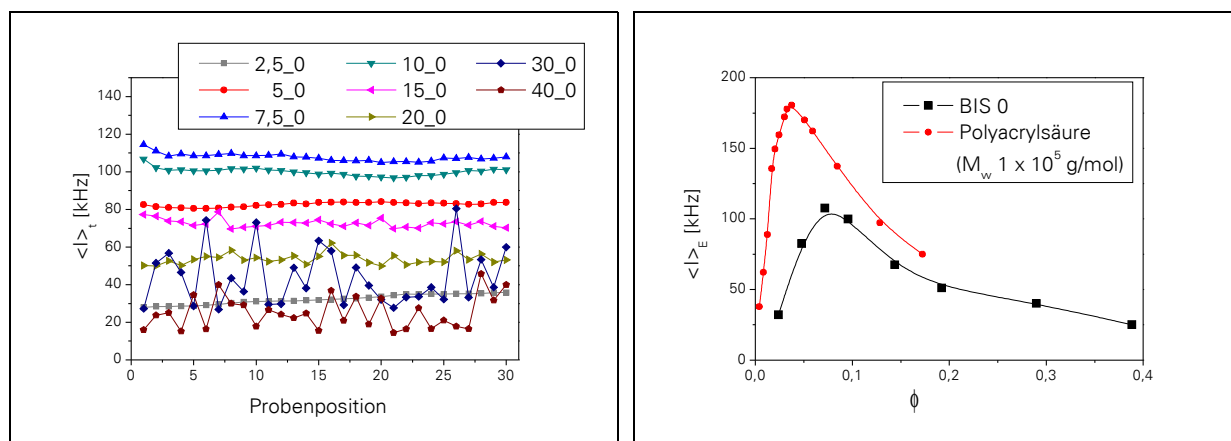 2,5_0 10_0 30_0
5_0 15_0 40_0
7,5_0 20_0
<I>t [kHz]
140
120
100
80
60
40
20
0
0 5 10 15 20 25 30
Probenposition
BIS 0
Polyacrylsäure
(Mw 1 x 10⁵ g/mol)
<I>E [kHz]
200
150
100
50
0
0,0 0,1 0,2 0,3 0,4
ϕ